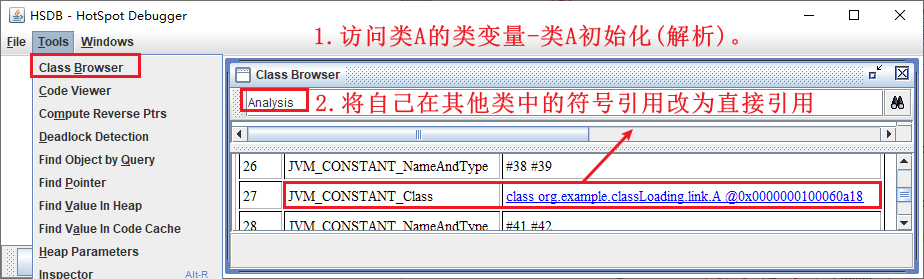 HSDB - HotSpot Debugger
File Tools Windows
1.访问类A的类变量-类A初始化(解析)。
Class Browser
Code Viewer
Compute Reverse Ptrs
Deadlock Detection
Find Object by Query
Find Pointer
Find Value In Heap
Find Value In Code Cache
Heap Parameters
Inspector Alt-R
Class Browser
Analysis
2.将自己在其他类中的符号引用改为直接引用
26 JVM_CONSTANT_NameAndType #38 #39
27 JVM_CONSTANT_Class class org.example.classLoading.link.A @0x0000000100060a18
28 JVM_CONSTANT_NameAndType #41 #42